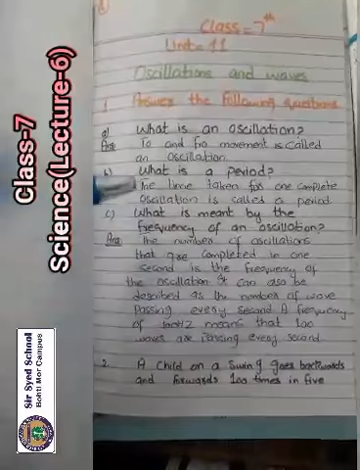 Class-7
Science(Lecture-6)
Sir Syed School
Bohti Mor Campus
Class=7th
Unit= 11
Oscillations and waves
1 Answer the Following questions
a) What is an oscillation?
Ans To and fro movement is called
an oscillation.
b) What is a period?
The time taken for one complete
Oscillation is called a period.
c) What is meant by the
frequency of an oscillation?
Ans The number of oscillations
that are completed in one
second is the frequency of
the oscillation It can also be
described as the number of wave
Passing every second A frequency
of means that 100
waves are Passing every second
2. A child on a swing goes backwards
and forwards 100 times in five